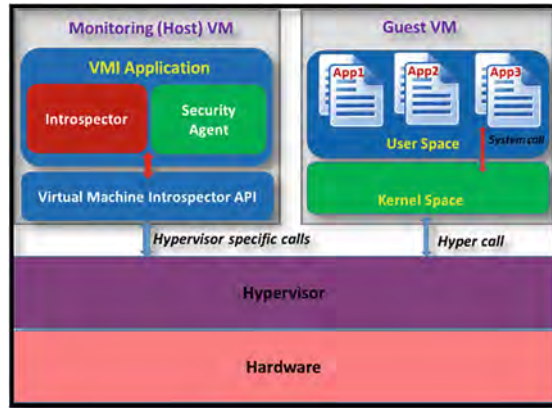 Monitoring (Host) VM
VMI Application
Introspector
Security
Agent
Virtual Machine Introspector API
Guest VM
App1
App2
App3
System call
User Space
Kernel Space
Hypervisor specific calls
Hyper call
Hypervisor
Hardware